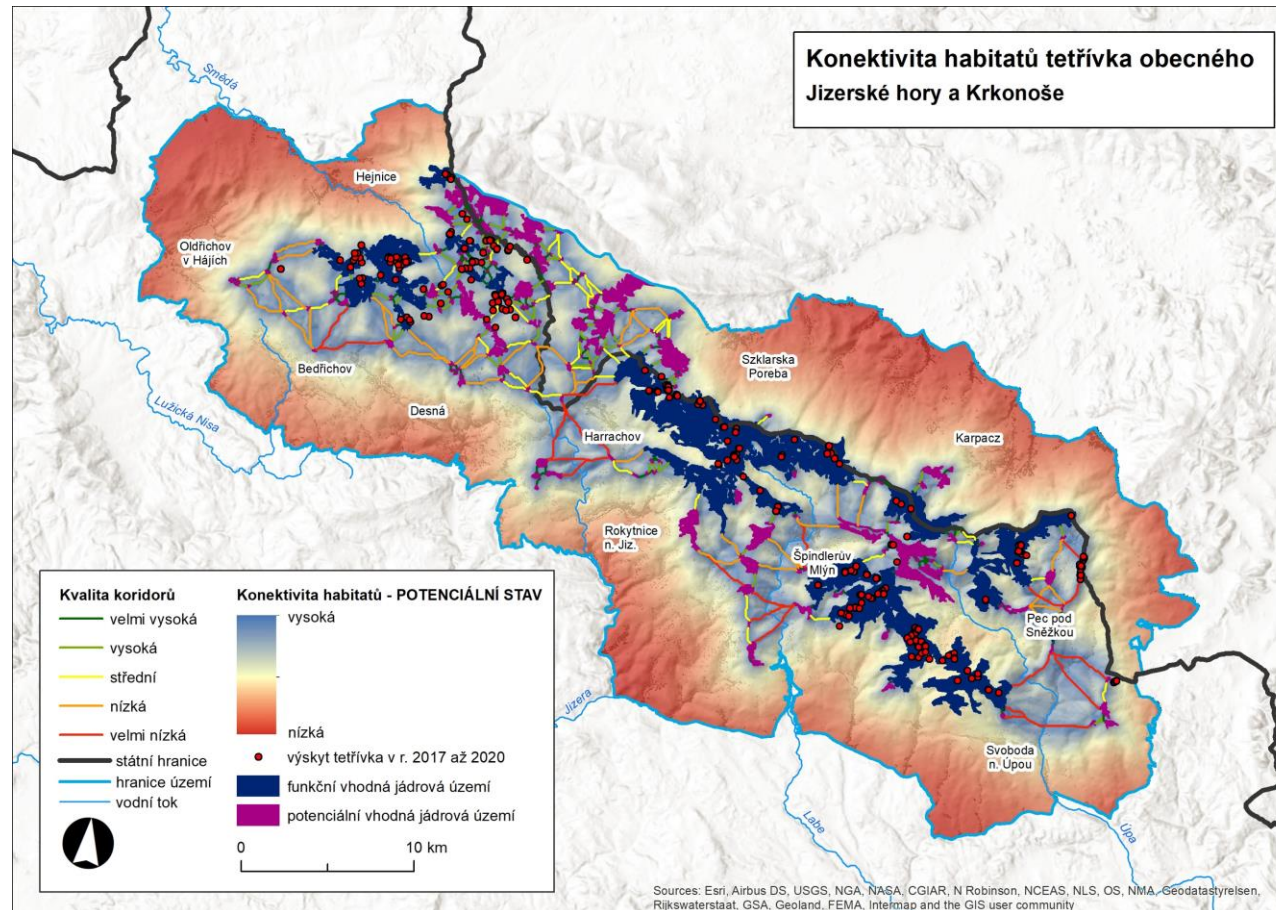 Konektivita habitatů tetřívka obecného
Jizerské hory a Krkonoše
Smědá
Hejnice
Oldřichov
v Hájích
Bedřichov
Lužická Nisa
Desná
Szklarska
Poreba
Harrachov
Karpacz
Rokytnice
n. Jiz.
Špindlerův
Mlýn
Pec pod
Sněžkou
Jizera
Svoboda
n. Úpou
Labe
Úpa
Kvalita koridorů
velmi vysoká
vysoká
střední
nízká
velmi nízká
státní hranice
hranice území
vodní tok
Konektivita habitatů - POTENCIÁLNÍ STAV
vysoká
nízká
výskyt tetřívka v r. 2017 až 2020
funkční vhodná jádrová území
potenciální vhodná jádrová území
0 10 km
Sources: Esri, Airbus DS, USGS, NGA, NASA, CGIAR, N Robinson, NCEAS, NLS, OS, NMA, Geodatastyrelsen,
Rijkswaterstaat, GSA, Geoland, FEMA, Intermap and the GIS user community